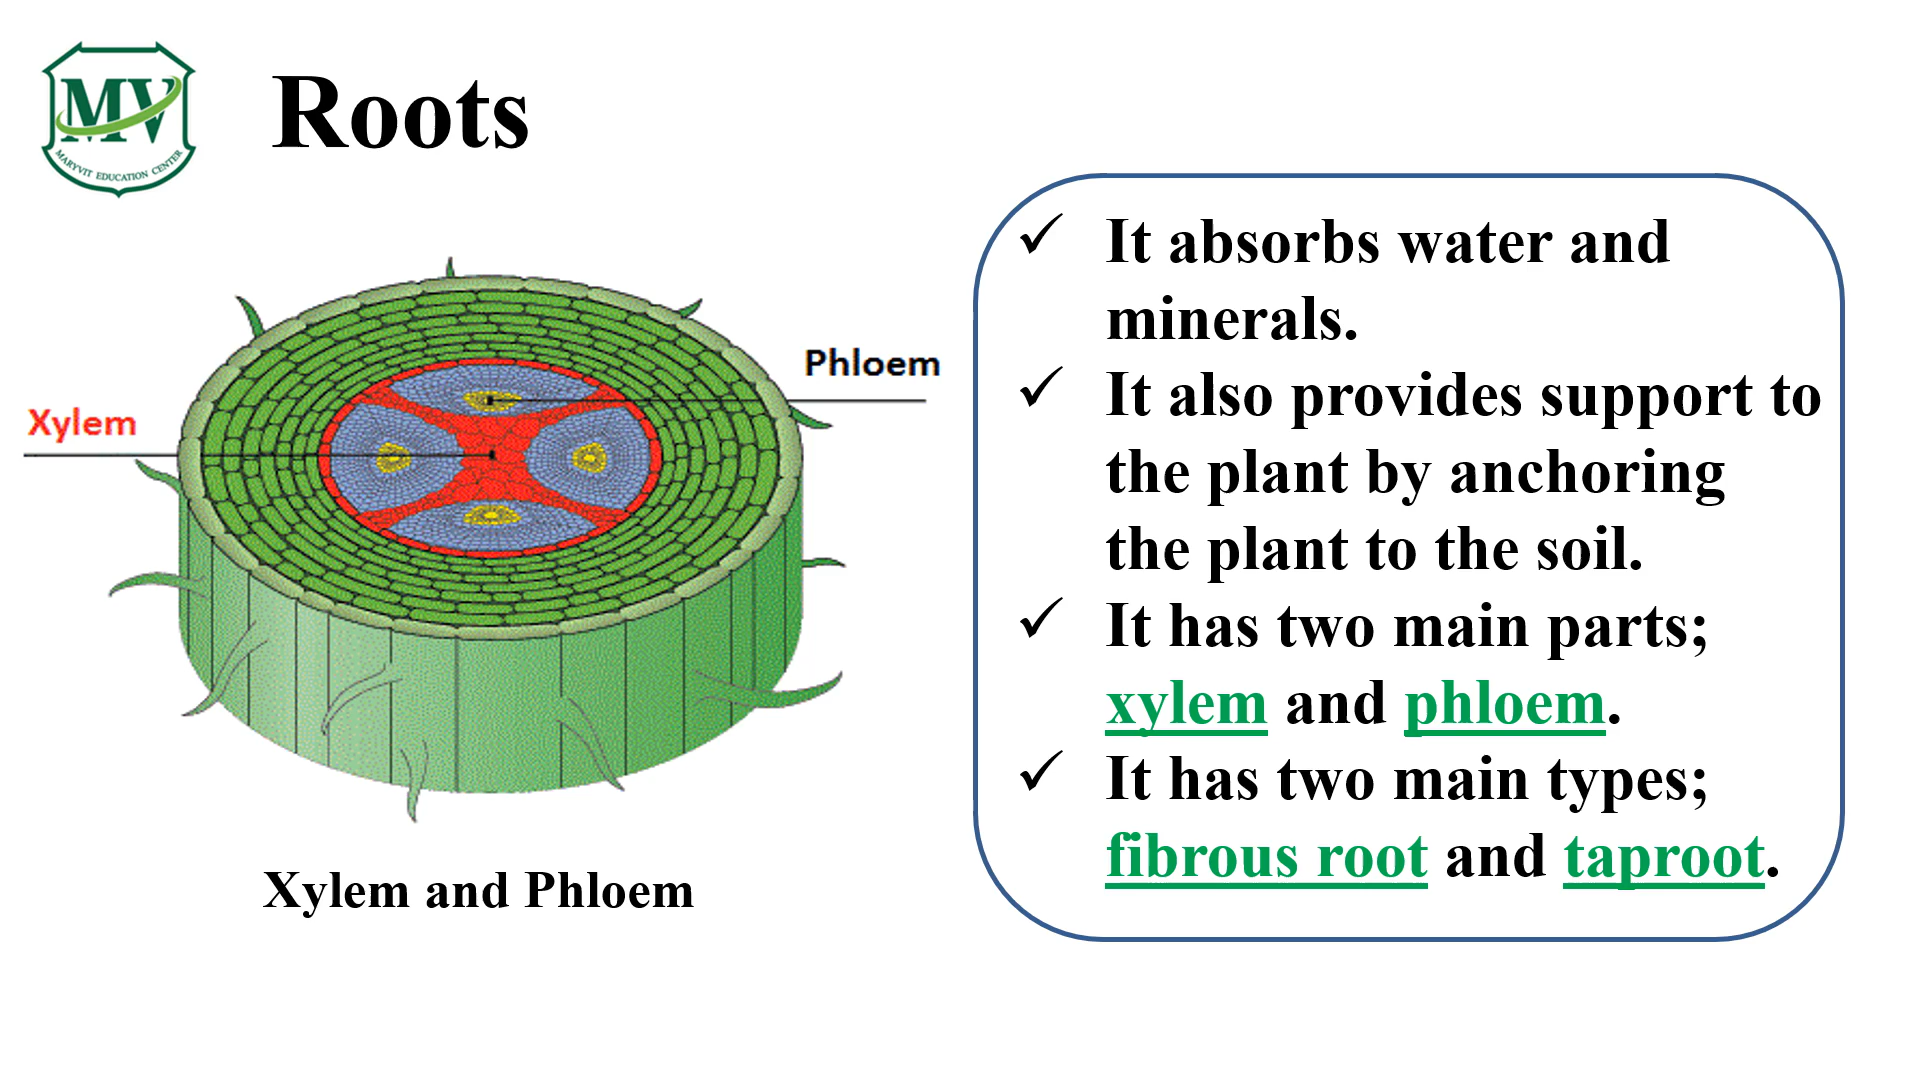 MV
MARYVIT EDUCATION CENTER
Roots
Xylem
Phloem
Xylem and Phloem
✓ It absorbs water and
minerals.
✓ It also provides support to
the plant by anchoring
the plant to the soil.
✓ It has two main parts;
xylem and phloem.
✓ It has two main types;
fibrous root and taproot.